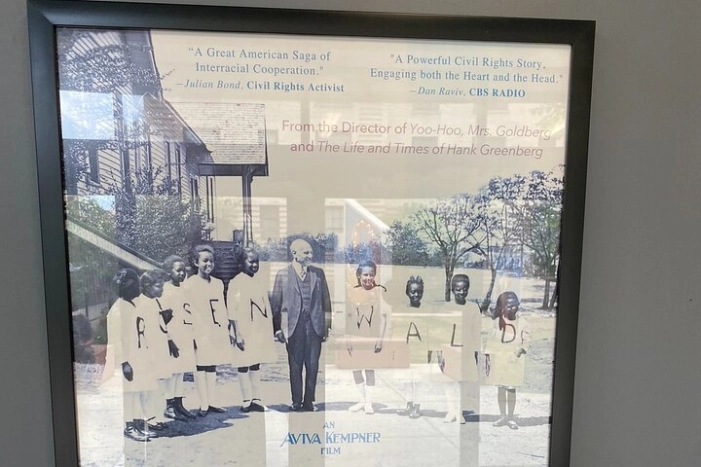 "A Great American Saga of
Interracial Cooperation."
—Julian Bond, Civil Rights Activist
"A Powerful Civil Rights Story,
Engaging both the Heart and the Head."
—Dan Raviv, CBS RADIO
From the Director of Yoo-Hoo, Mrs. Goldberg
and The Life and Times of Hank Greenberg
R O S E N W A L D
AN
AVIVA KEMPNER
FILM